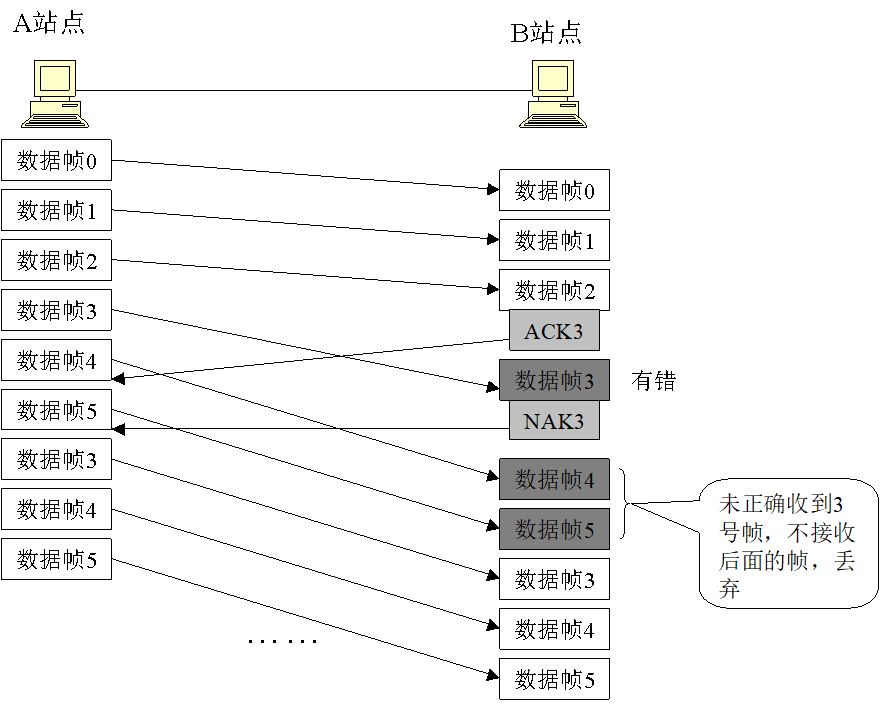 A站点
B站点
数据帧0
数据帧1
数据帧2
数据帧3
数据帧4
数据帧5
数据帧3
数据帧4
数据帧5
数据帧0
数据帧1
数据帧2
ACK3
数据帧3
有错
NAK3
数据帧4
数据帧5
数据帧3
数据帧4
数据帧5
未正确收到3
号帧，不接收
后面的帧，丢
弃
……